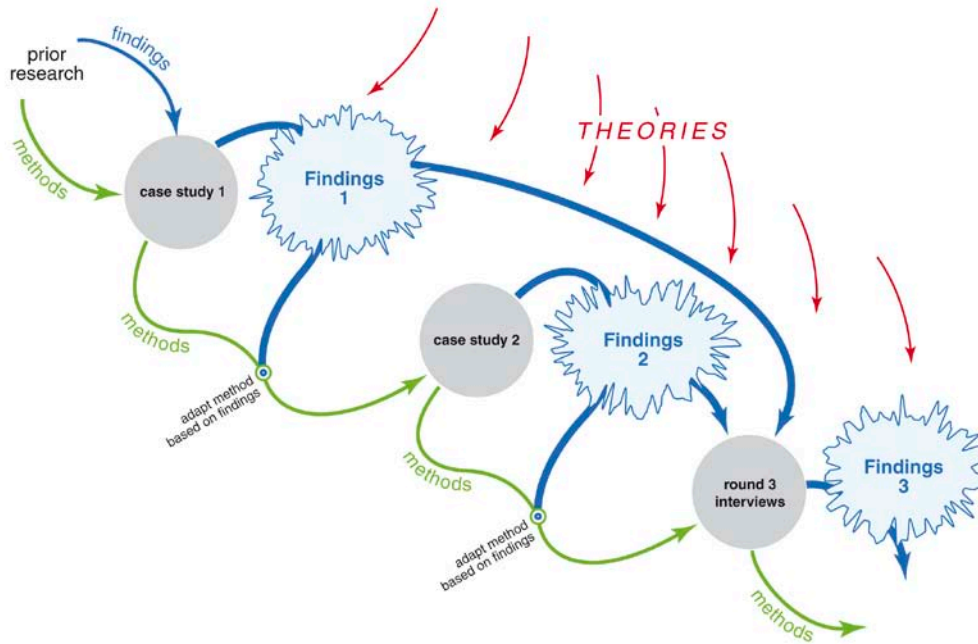 findings
prior
research
methods
THEORIES
case study 1
Findings
1
methods
adapt method
based on findings
case study 2
Findings
2
methods
adapt method
based on findings
round 3
interviews
Findings
3
methods